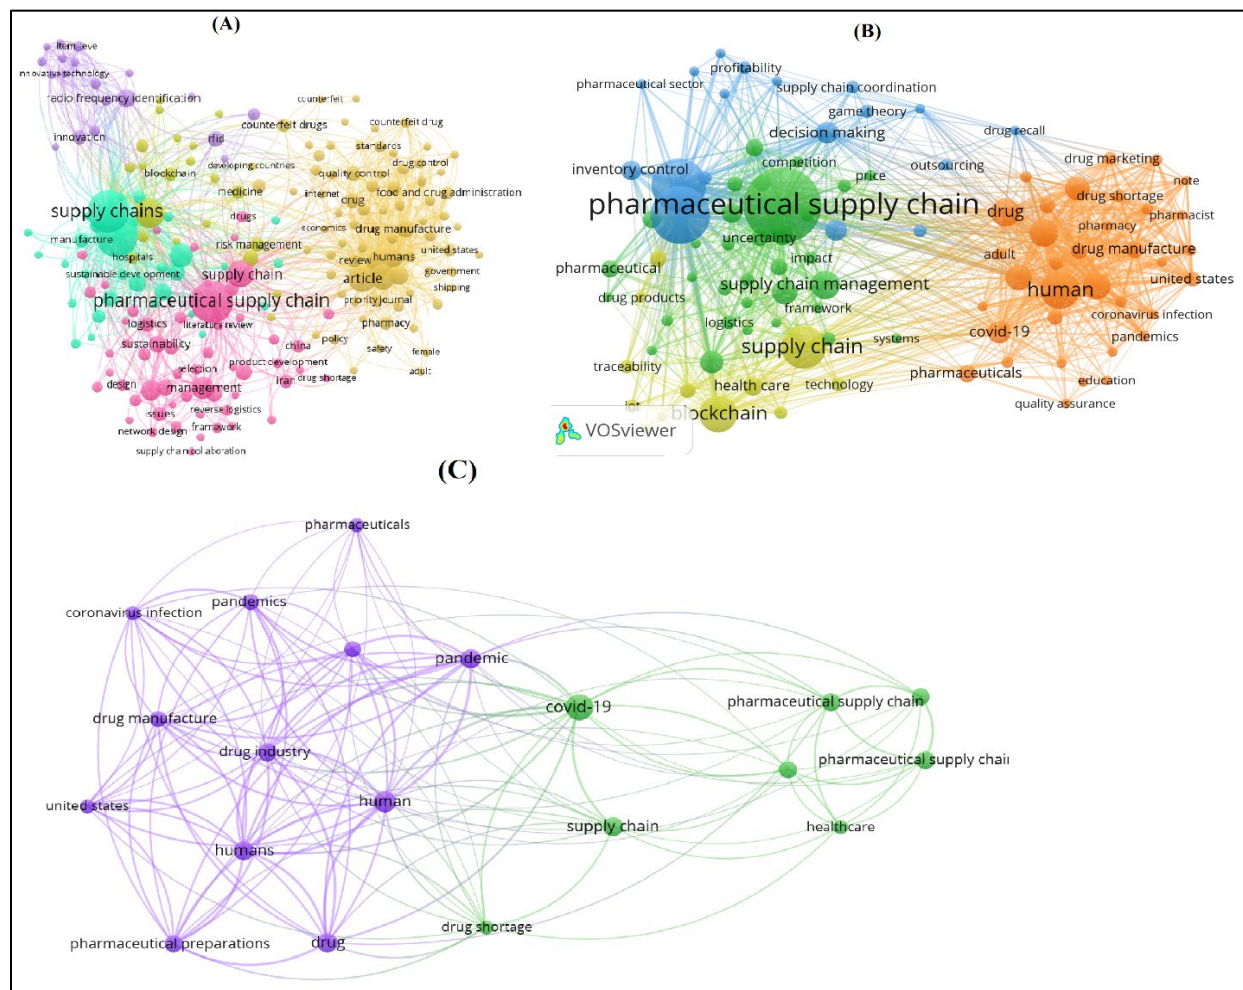 (A)
item-leve
innovative technology
radio frequency identification
innovation
counterfeit
counterfeit drugs
counterfeit drug
rfid
standards
developing countries
quality control
drug control
blockchain
internet
food and drug administration
medicine
drug
supply chains
drugs
economics
drug manufacture
manufacture
risk management
united states
hospitals
review
humans
sustainable development
supply chain
article
government
shipping
pharmaceutical supply chain
priority journal
logistics
literature review
pharmacy
sustainability
policy
china
safety
female
selection
product development
adult
design
management
iran
drug shortage
issues
reverse logistics
network design
framework
supply chain collaboration
(B)
profitability
pharmaceutical sector
supply chain coordination
game theory
decision making
drug recall
inventory control
competition
outsourcing
drug marketing
price
note
pharmaceutical supply chain
drug shortage
drug
pharmacist
uncertainty
pharmacy
impact
adult
drug manufacture
pharmaceutical
supply chain management
united states
drug products
framework
human
logistics
coronavirus infection
covid-19
pandemics
supply chain
systems
traceability
health care
technology
pharmaceuticals
education
iot
blockchain
quality assurance
VOSviewer
(C)
pharmaceuticals
coronavirus infection
pandemics
pandemic
covid-19
pharmaceutical supply chain
drug manufacture
drug industry
pharmaceutical supply chain
united states
human
supply chain
healthcare
humans
drug shortage
pharmaceutical preparations
drug